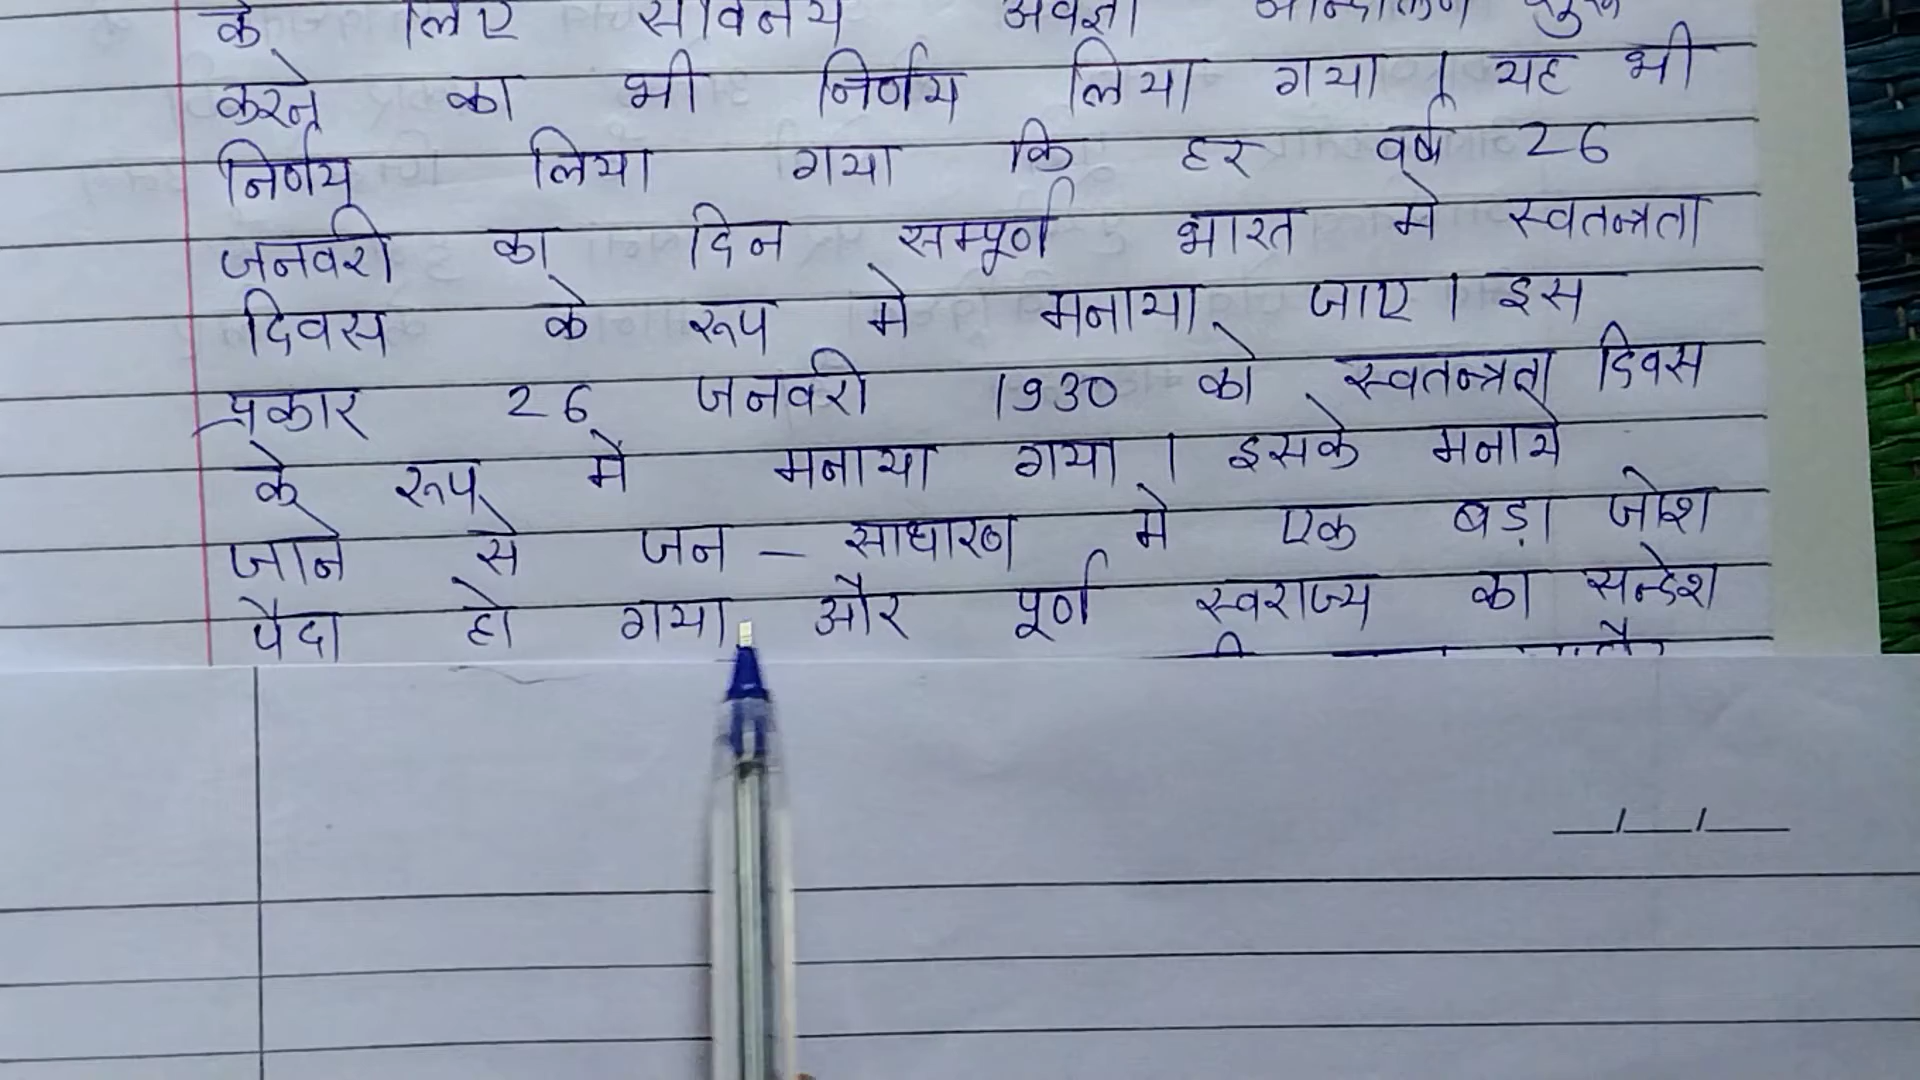 के लिए सविनय अवज्ञा आन्दोलन शुरू
करने का भी निर्णय लिया गया। यह भी
निर्णय लिया गया कि हर वर्ष 26
जनवरी का दिन सम्पूर्ण भारत मे स्वतन्त्रता
दिवस के रूप मे मनाया जाए। इस
प्रकार 26 जनवरी 1930 को स्वतन्त्रता दिवस
के रूप मे मनाया गया। इसके मनाये
जाने से जन - साधारण मे एक बड़ा जोश
पैदा हो गया और पूर्ण स्वराज्य का सन्देश